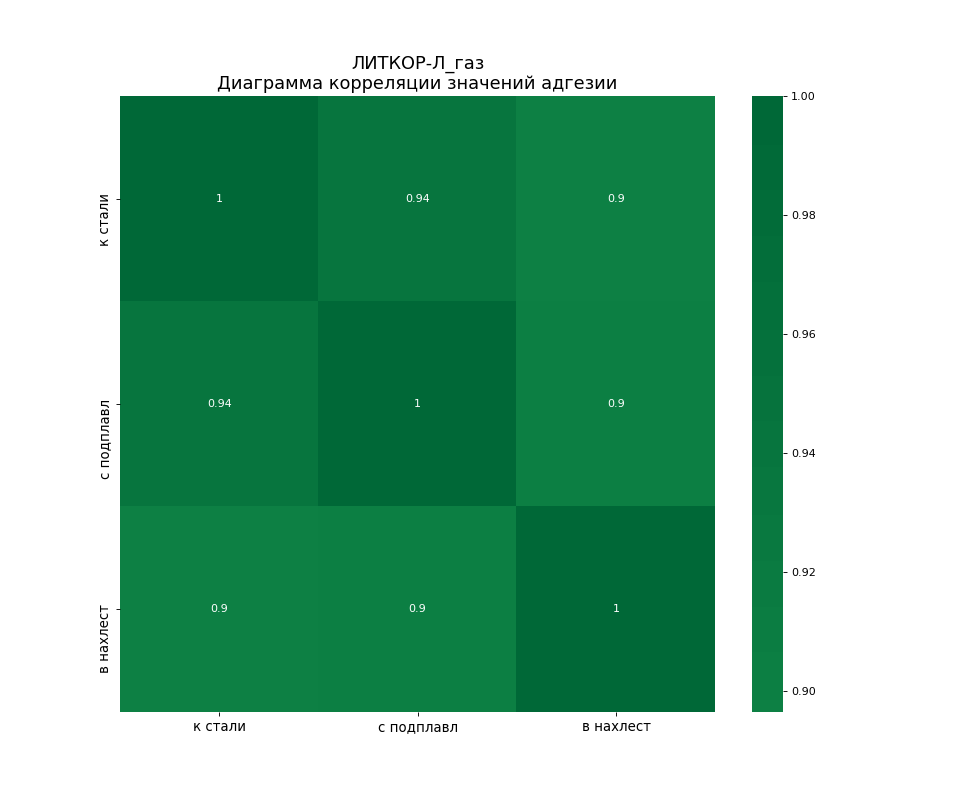 ЛИТКОР-Л_газ
Диаграмма корреляции значений адгезии
к стали
1
0.94
0.9
с подплавл
0.94
1
0.9
в нахлест
0.9
0.9
1
к стали
с подплавл
в нахлест
1.00
0.98
0.96
0.94
0.92
0.90